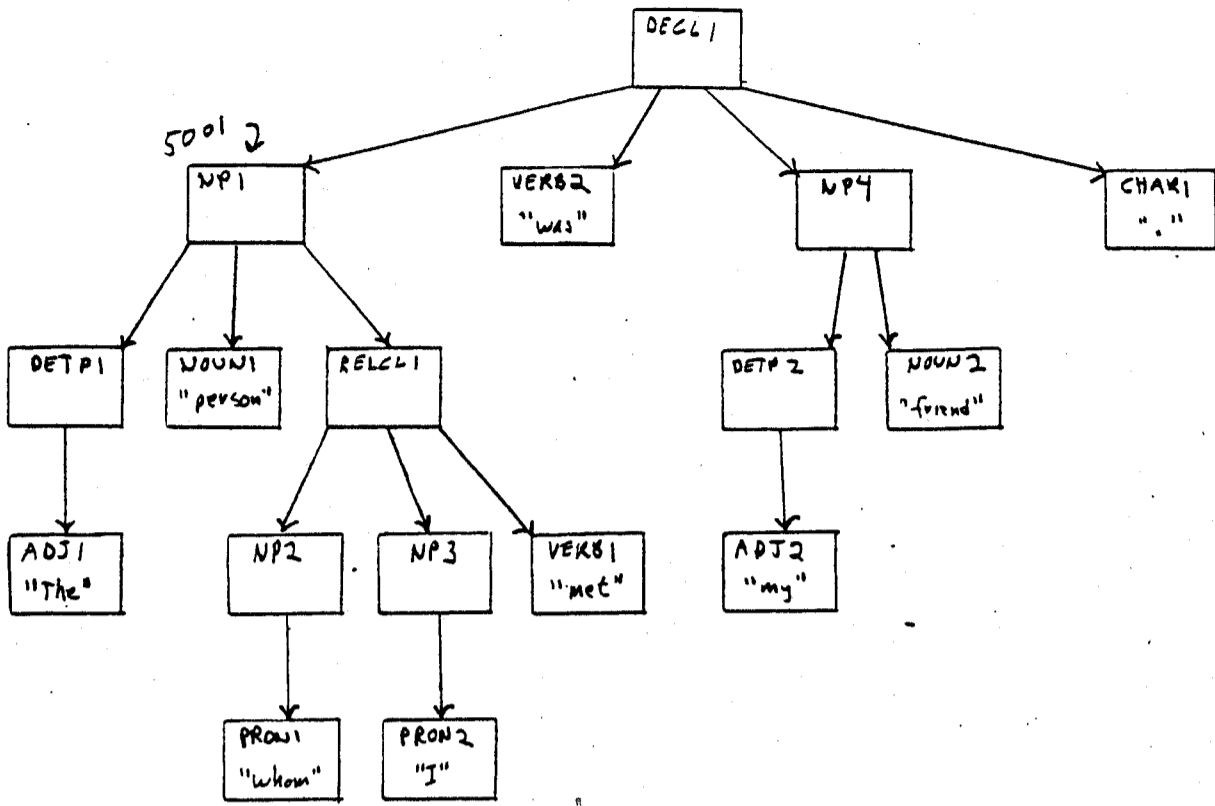 DECL1
5001
NP1
VERB2
"was"
NP4
CHAR1
"."
DETP1
NOUN1
"person"
RELCL1
DETP2
NOUN2
"friend"
ADJ1
"The"
NP2
NP3
VERB1
"met"
ADJ2
"my"
PRON1
"whom"
PRON2
"I"